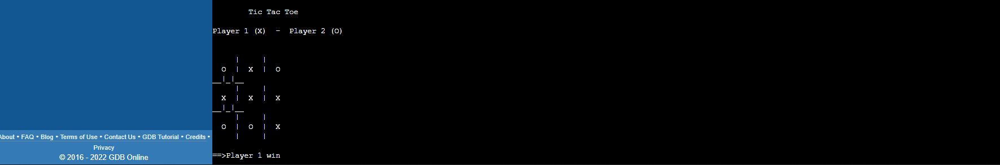 Tic Tac Toe
Player 1 (X)  -  Player 2 (O)
     |     |
  O  |  X  |  O
__|_|__
     |     |
  X  |  X  |  X
__|_|__
     |     |
  O  |  O  |  X
     |     |
==>Player 1 win
About • FAQ • Blog • Terms of Use • Contact Us • GDB Tutorial • Credits •
Privacy
© 2016 - 2022 GDB Online